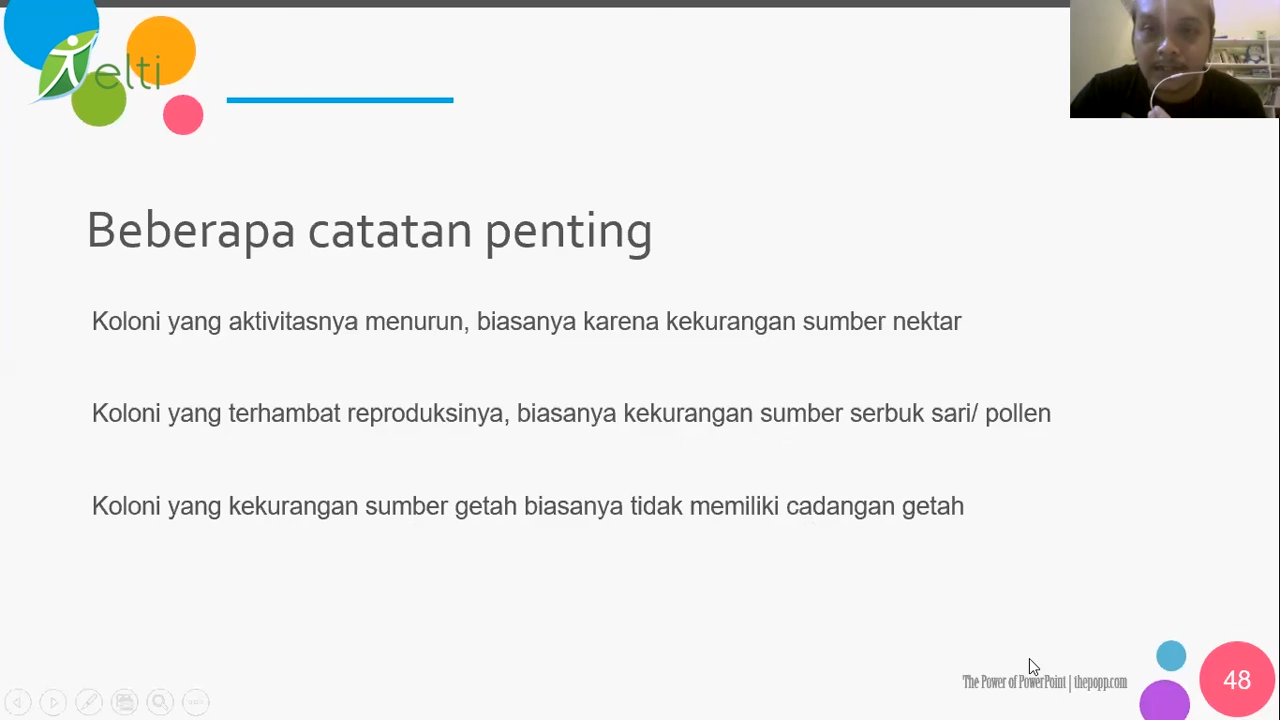 elti
Beberapa catatan penting
Koloni yang aktivitasnya menurun, biasanya karena kekurangan sumber nektar
Koloni yang terhambat reproduksinya, biasanya kekurangan sumber serbuk sari/ pollen
Koloni yang kekurangan sumber getah biasanya tidak memiliki cadangan getah
The Power of PowerPoint | thepopp.com
48